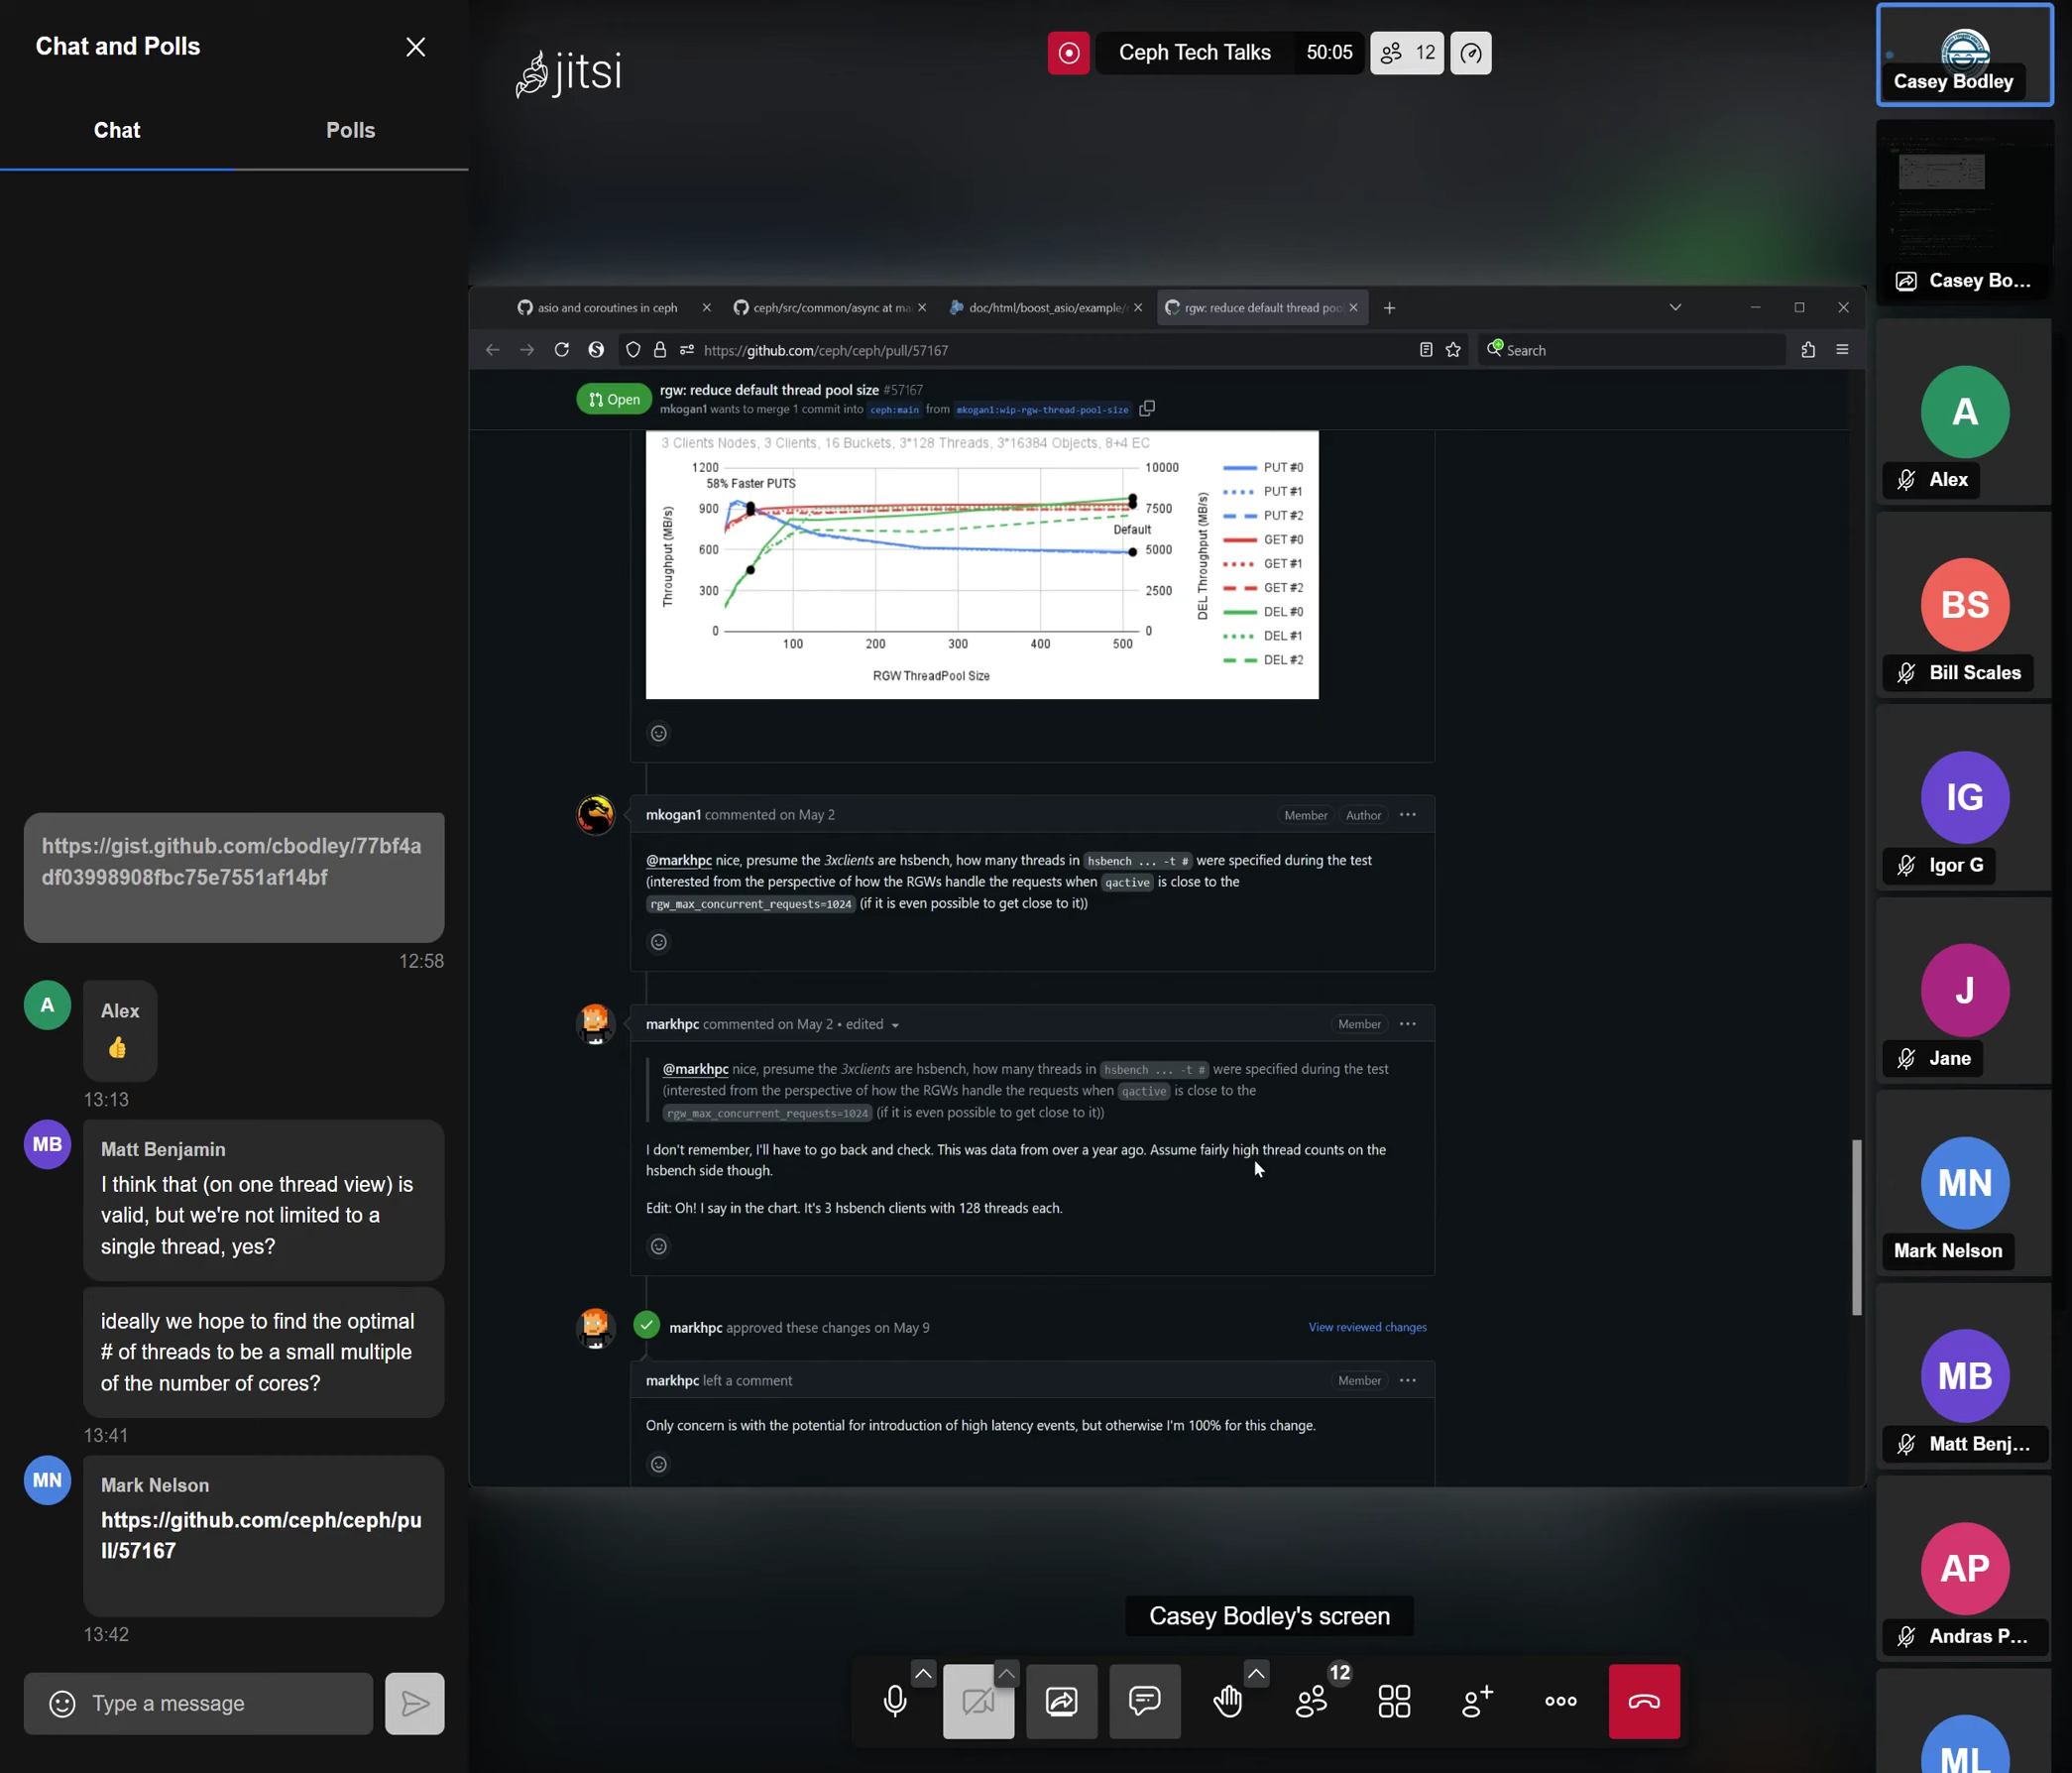 Chat and Polls
Chat
Polls
https://gist.github.com/cbodley/77bf4a
df03998908fbc75e7551af14bf
12:58
A
Alex
👍
13:13
MB
Matt Benjamin
I think that (on one thread view) is
valid, but we're not limited to a
single thread, yes?
ideally we hope to find the optimal
# of threads to be a small multiple
of the number of cores?
13:41
MN
Mark Nelson
https://github.com/ceph/ceph/pu
ll/57167
13:42
Type a message
jitsi
Ceph Tech Talks
50:05
12
asio and coroutines in ceph
ceph/src/common/async at ma
doc/html/boost_asio/example/
rgw: reduce default thread poo
https://github.com/ceph/ceph/pull/57167
Search
Open
rgw: reduce default thread pool size #57167
mkogan1 wants to merge 1 commit into ceph:main from mkogan1:wip-rgw-thread-pool-size
3 Clients Nodes, 3 Clients, 16 Buckets, 3*128 Threads, 3*16384 Objects, 8+4 EC
Throughput (MB/s)
1200
900
600
300
0
58% Faster PUTS
Default
10000
7500
5000
2500
0
DEL Throughput (MB/s)
100
200
300
400
500
RGW ThreadPool Size
PUT #0
PUT #1
PUT #2
GET #0
GET #1
GET #2
DEL #0
DEL #1
DEL #2
mkogan1 commented on May 2
Member
Author
@markhpc nice, presume the 3xclients are hsbench, how many threads in hsbench ... -t # were specified during the test
(interested from the perspective of how the RGWs handle the requests when qactive is close to the
rgw_max_concurrent_requests=1024 (if it is even possible to get close to it))
markhpc commented on May 2 • edited
Member
@markhpc nice, presume the 3xclients are hsbench, how many threads in hsbench ... -t # were specified during the test
(interested from the perspective of how the RGWs handle the requests when qactive is close to the
rgw_max_concurrent_requests=1024 (if it is even possible to get close to it))
I don't remember, I'll have to go back and check. This was data from over a year ago. Assume fairly high thread counts on the
hsbench side though.
Edit: Oh! I say in the chart. It's 3 hsbench clients with 128 threads each.
markhpc approved these changes on May 9
View reviewed changes
markhpc left a comment
Member
Only concern is with the potential for introduction of high latency events, but otherwise I'm 100% for this change.
Casey Bodley's screen
12
Casey Bodley
Casey Bo...
A
Alex
BS
Bill Scales
IG
Igor G
J
Jane
MN
Mark Nelson
MB
Matt Benj...
AP
Andras P...
ML